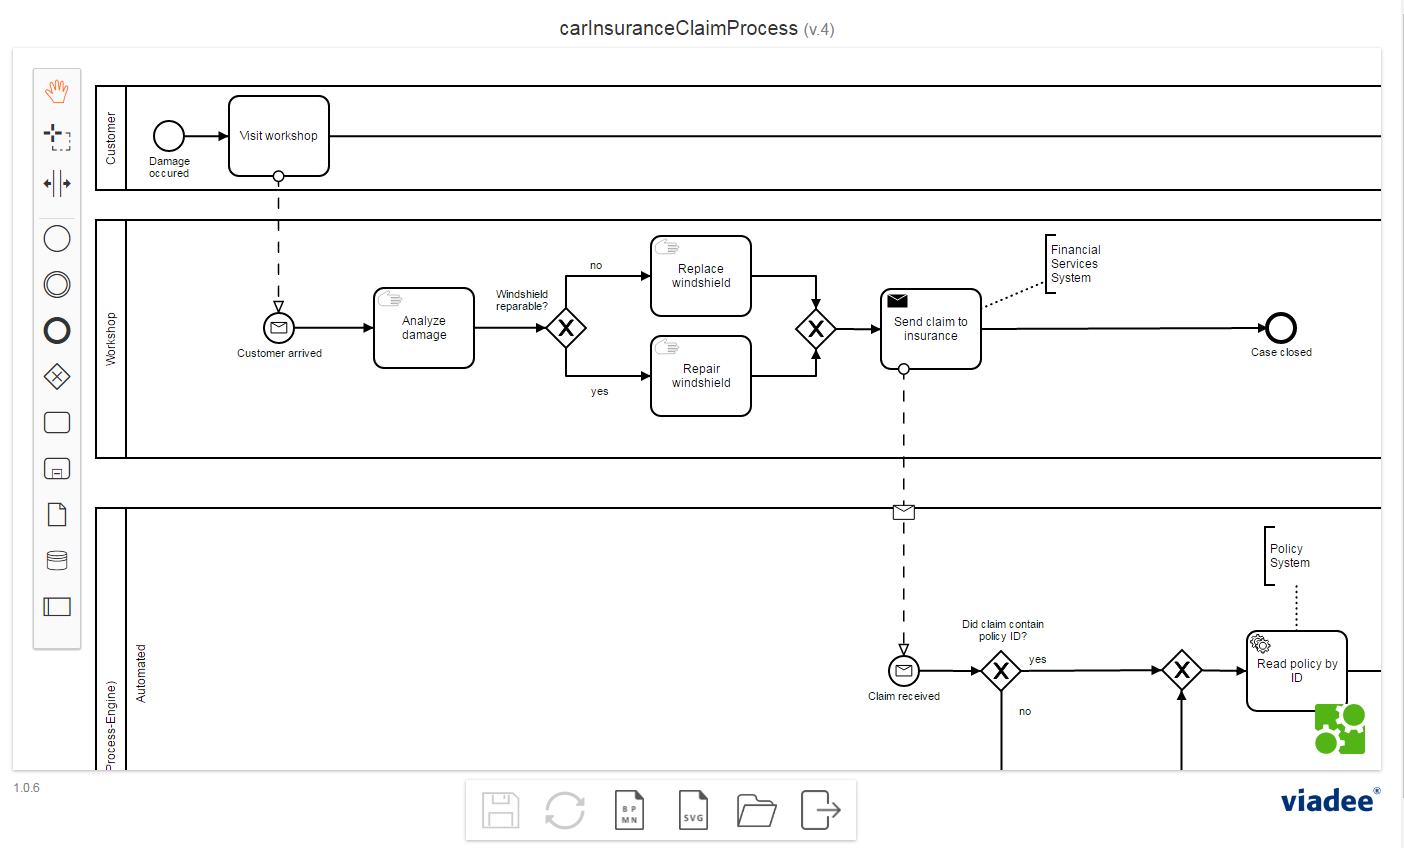 carInsuranceClaimProcess (v.4)
Customer
Damage
occured
Visit workshop
Workshop
Customer arrived
Analyze
damage
Windshield
reparable?
no
yes
Replace
windshield
Repair
windshield
Send claim to
insurance
Financial
Services
System
Case closed
Process-Engine)
Automated
Claim received
Did claim contain
policy ID?
yes
no
Policy
System
Read policy by
ID
1.0.6
BP
MN
SVG
viadee®